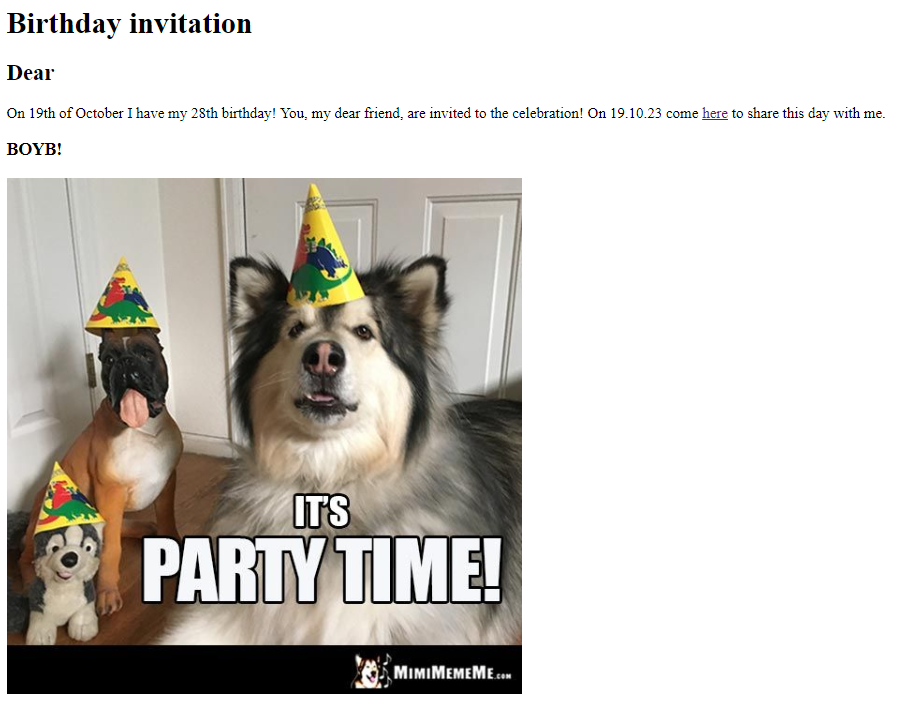 Birthday invitation
Dear
On 19th of October I have my 28th birthday! You, my dear friend, are invited to the celebration! On 19.10.23 come here to share this day with me.
BOYB!
IT'S
PARTY TIME!
MIMIMEMEME.COM